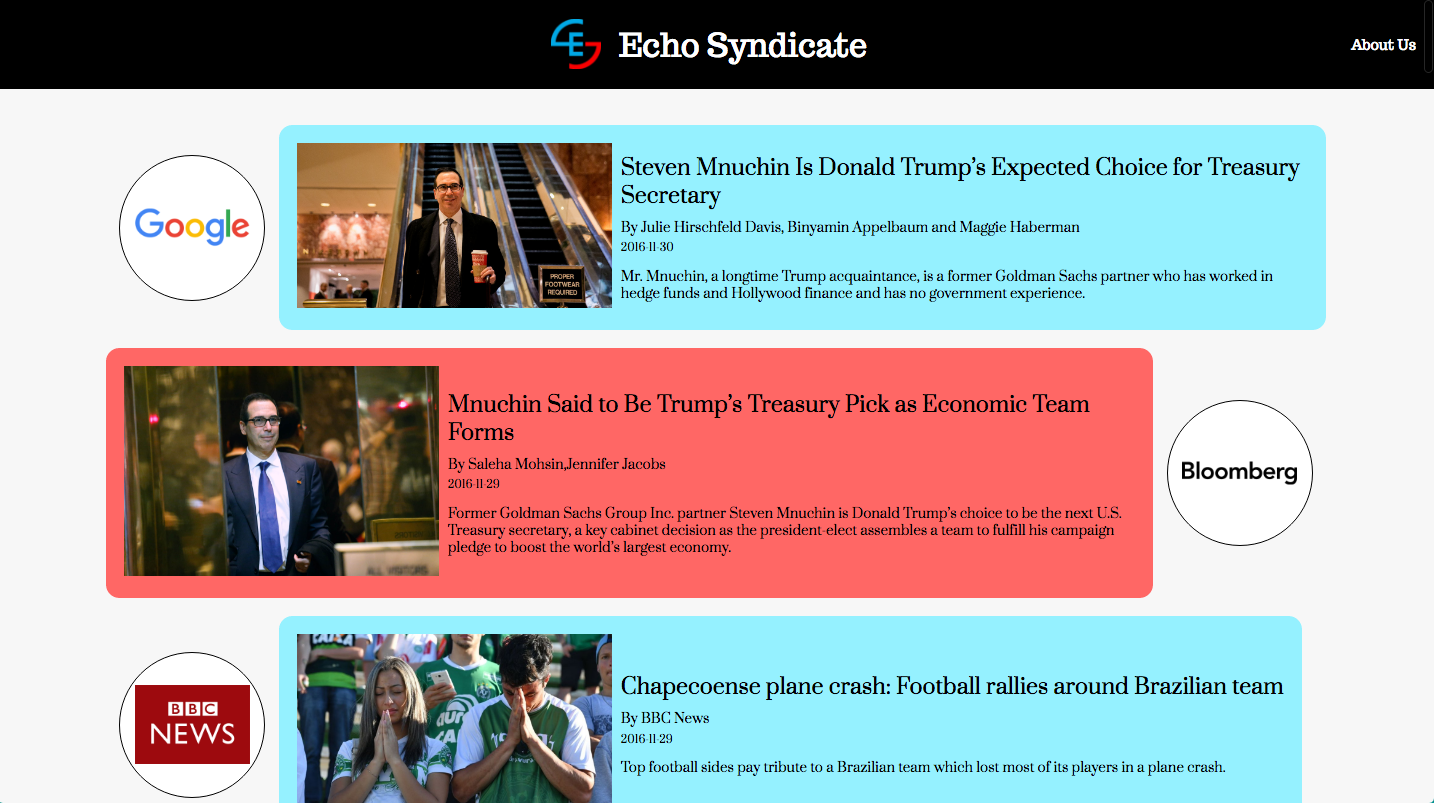 ES Echo Syndicate
About Us
Google
Steven Mnuchin Is Donald Trump’s Expected Choice for Treasury
Secretary
By Julie Hirschfeld Davis, Binyamin Appelbaum and Maggie Haberman
2016-11-30
Mr. Mnuchin, a longtime Trump acquaintance, is a former Goldman Sachs partner who has worked in
hedge funds and Hollywood finance and has no government experience.
PROPER
FOOTWEAR
REQUIRED
Mnuchin Said to Be Trump’s Treasury Pick as Economic Team
Forms
By Saleha Mohsin,Jennifer Jacobs
2016-11-29
Former Goldman Sachs Group Inc. partner Steven Mnuchin is Donald Trump’s choice to be the next U.S.
Treasury secretary, a key cabinet decision as the president-elect assembles a team to fulfill his campaign
pledge to boost the world’s largest economy.
ALL VISITORS
Bloomberg
BBC
NEWS
Chapecoense plane crash: Football rallies around Brazilian team
By BBC News
2016-11-29
Top football sides pay tribute to a Brazilian team which lost most of its players in a plane crash.